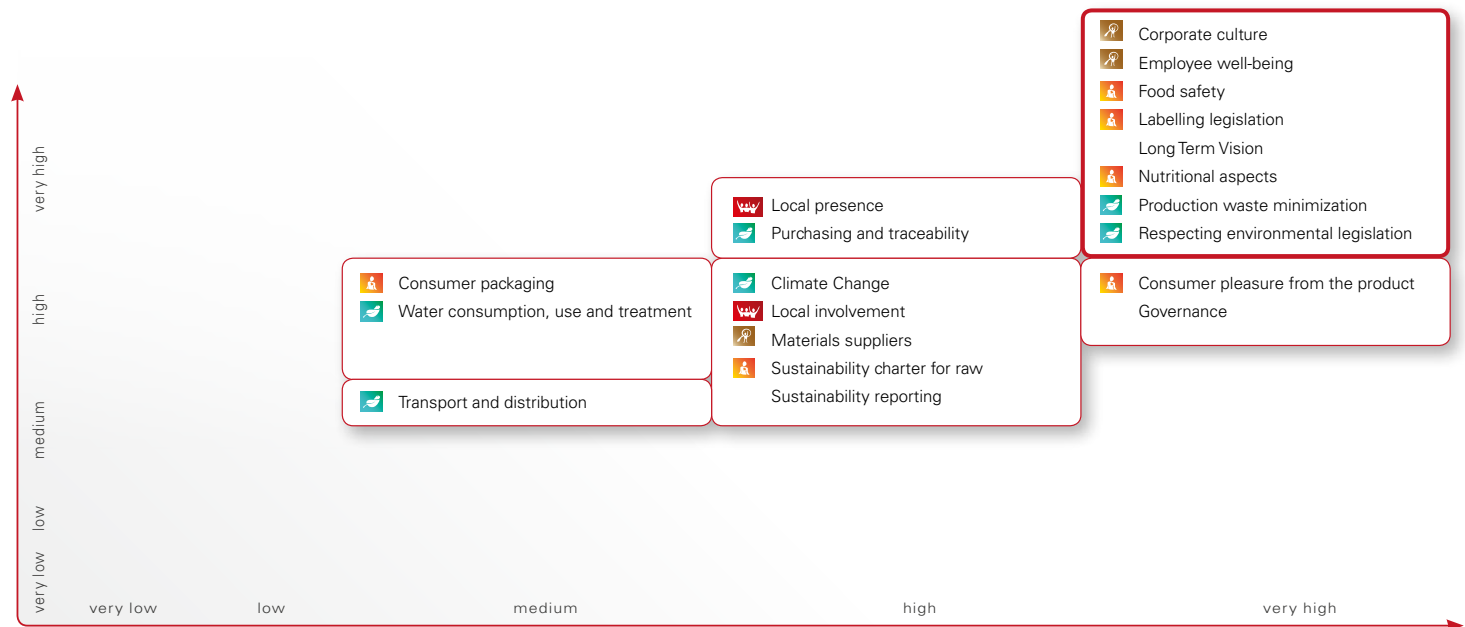 Corporate culture
Employee well-being
Food safety
Labelling legislation
Long Term Vision
Nutritional aspects
Production waste minimization
Respecting environmental legislation
Local presence
Purchasing and traceability
Consumer packaging
Water consumption, use and treatment
Climate Change
Local involvement
Materials suppliers
Sustainability charter for raw
Sustainability reporting
Consumer pleasure from the product
Governance
Transport and distribution
very high
high
medium
low
very low
very low
low
medium
high
very high